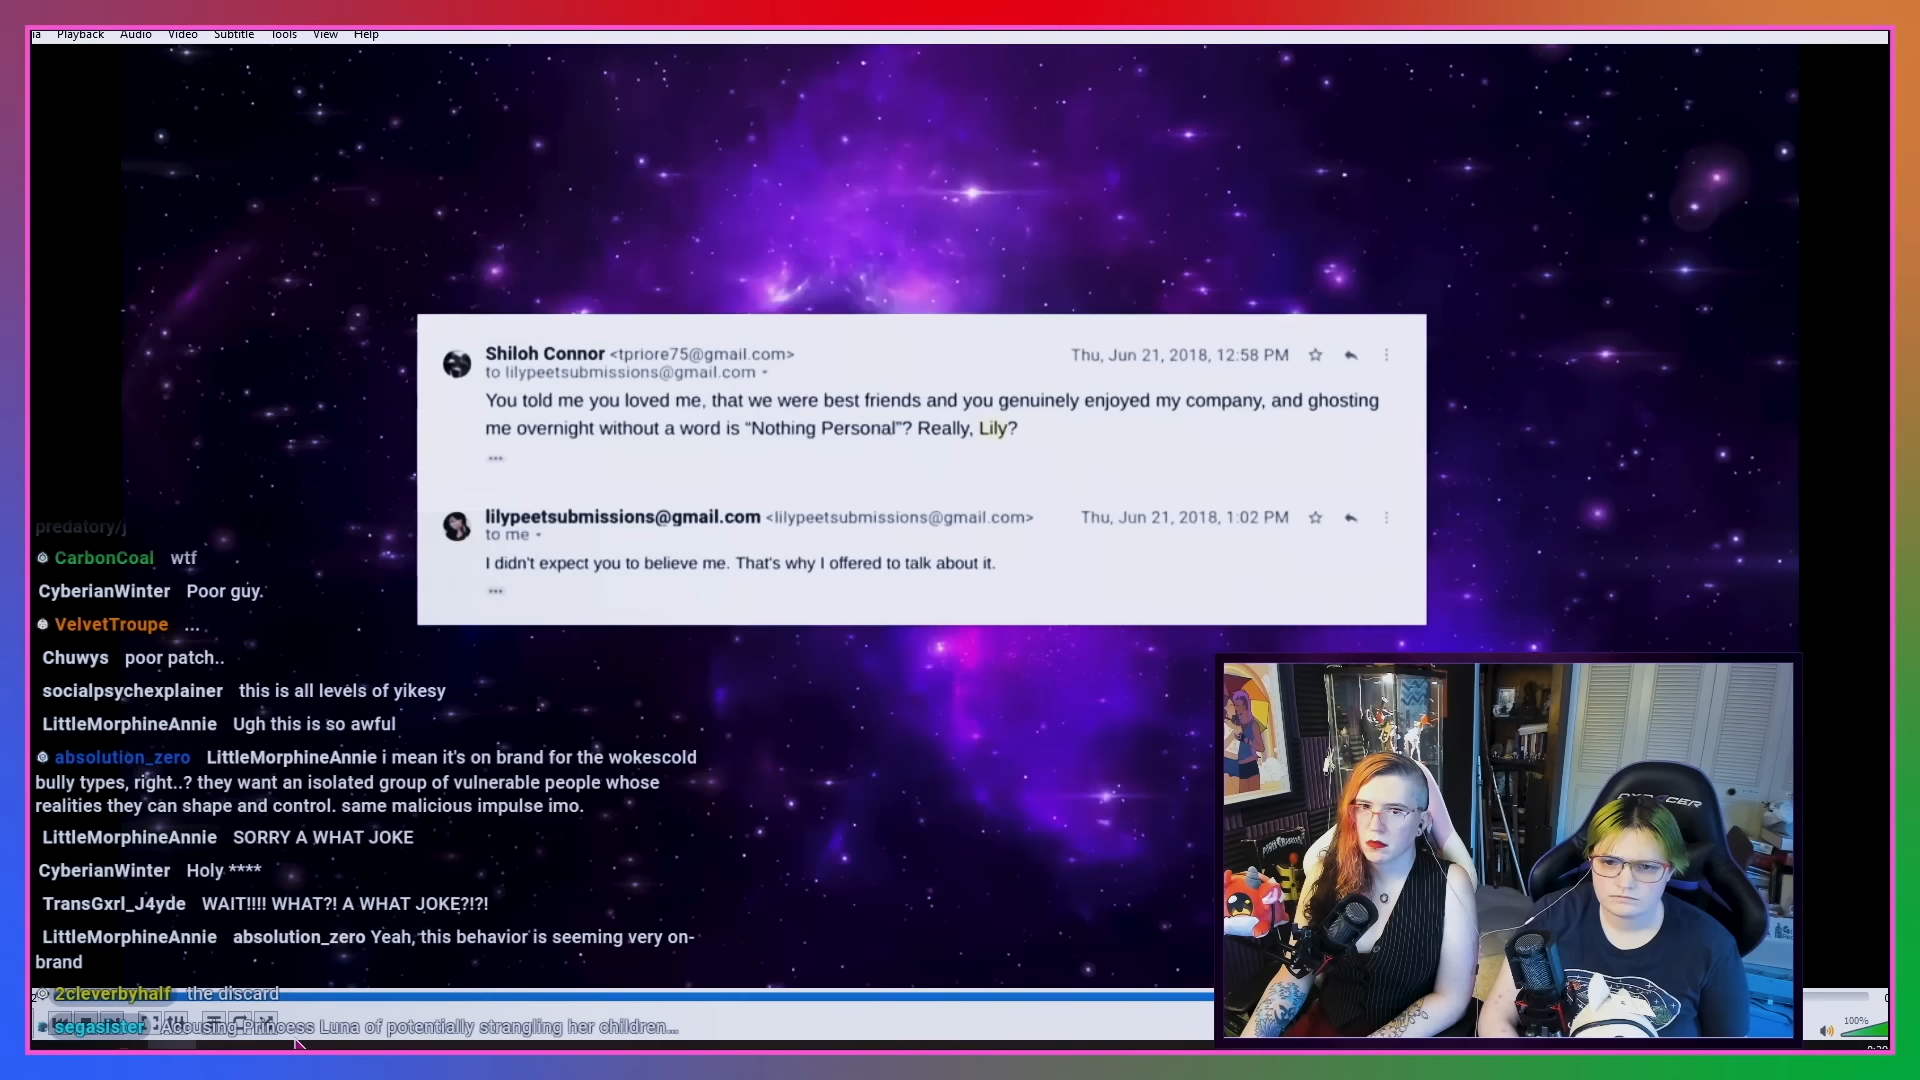 ia Playback Audio Video Subtitle Tools View Help
Shiloh Connor <tpriore75@gmail.com> Thu, Jun 21, 2018, 12:58 PM
to lilypeetsubmissions@gmail.com
You told me you loved me, that we were best friends and you genuinely enjoyed my company, and ghosting
me overnight without a word is “Nothing Personal”? Really, Lily?
lilypeetsubmissions@gmail.com <lilypeetsubmissions@gmail.com> Thu, Jun 21, 2018, 1:02 PM
to me
I didn't expect you to believe me. That's why I offered to talk about it.
predatory/j
CarbonCoal wtf
CyberianWinter Poor guy.
VelvetTroupe ...
Chuwys poor patch..
socialpsychexplainer this is all levels of yikesy
LittleMorphineAnnie Ugh this is so awful
absolution_zero LittleMorphineAnnie i mean it's on brand for the wokescold
bully types, right..? they want an isolated group of vulnerable people whose
realities they can shape and control. same malicious impulse imo.
LittleMorphineAnnie SORRY A WHAT JOKE
CyberianWinter Holy ****
TransGxrl_J4yde WAIT!!!! WHAT?! A WHAT JOKE?!?!
LittleMorphineAnnie absolution_zero Yeah, this behavior is seeming very on-
brand
2cleverbyhalf the discard
segasister Accusing Princess Luna of potentially strangling her children...
DXRACER
100%